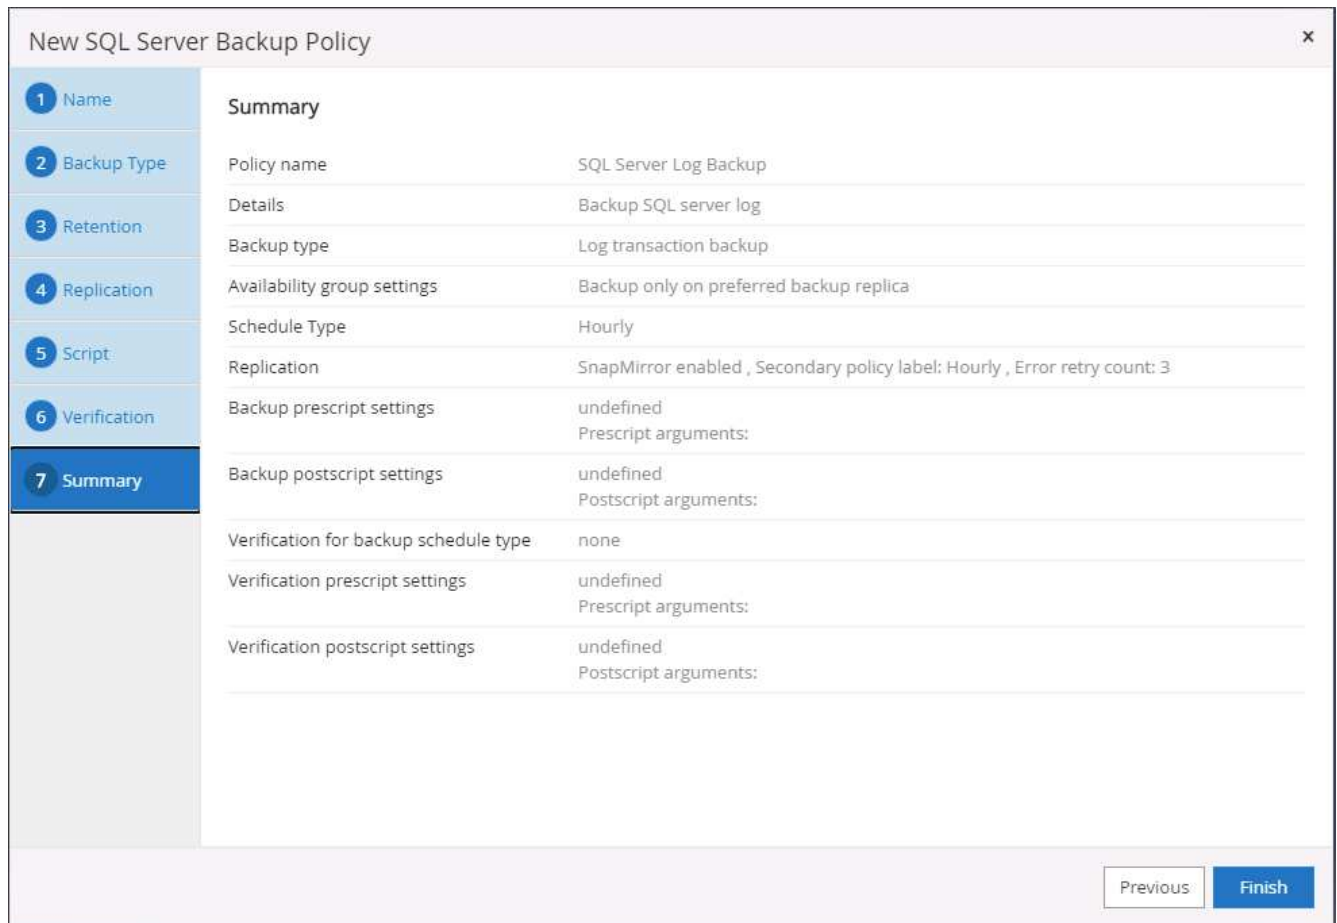 New SQL Server Backup Policy
×
1 Name
2 Backup Type
3 Retention
4 Replication
5 Script
6 Verification
7 Summary
Summary
Policy name SQL Server Log Backup
Details Backup SQL server log
Backup type Log transaction backup
Availability group settings Backup only on preferred backup replica
Schedule Type Hourly
Replication SnapMirror enabled , Secondary policy label: Hourly , Error retry count: 3
Backup prescript settings undefined
Prescript arguments:
Backup postscript settings undefined
Postscript arguments:
Verification for backup schedule type none
Verification prescript settings undefined
Prescript arguments:
Verification postscript settings undefined
Postscript arguments:
Previous Finish